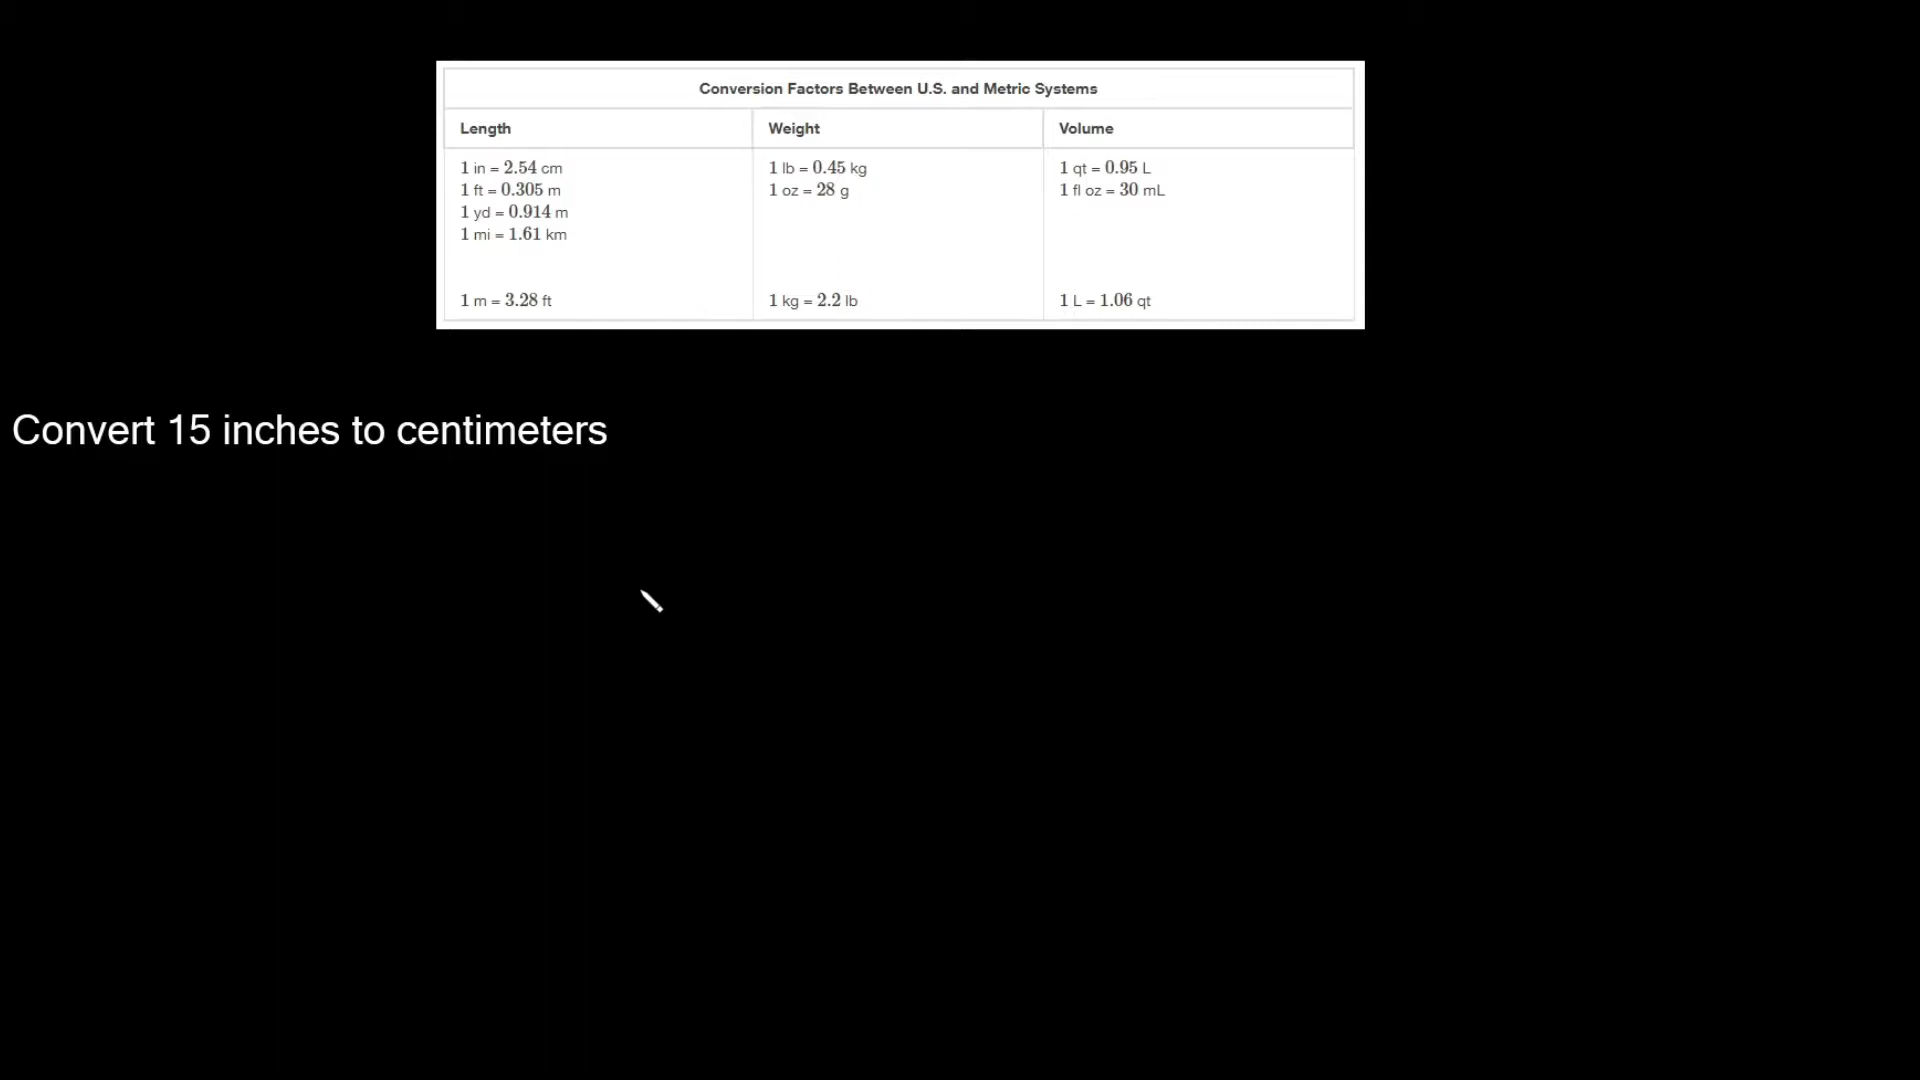 Conversion Factors Between U.S. and Metric Systems
Length Weight Volume
1 in = 2.54 cm 1 lb = 0.45 kg 1 qt = 0.95 L
1 ft = 0.305 m 1 oz = 28 g 1 fl oz = 30 mL
1 yd = 0.914 m
1 mi = 1.61 km
1 m = 3.28 ft 1 kg = 2.2 lb 1 L = 1.06 qt
Convert 15 inches to centimeters